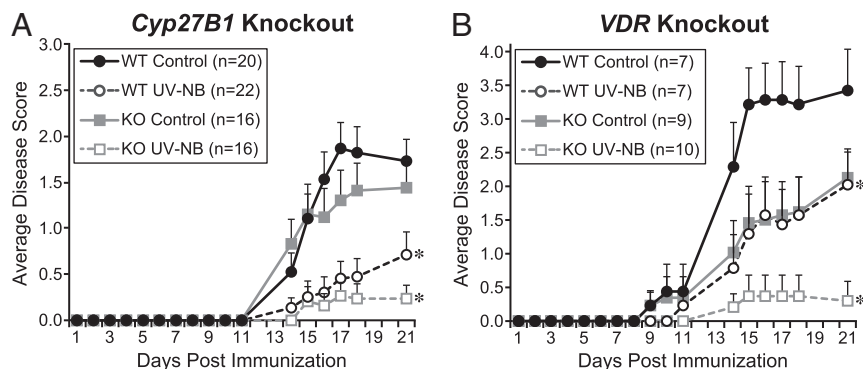 A
Cyp27B1 Knockout
3.0
2.5
2.0
1.5
1.0
0.5
0.0
Average Disease Score
WT Control (n=20)
WT UV-NB (n=22)
KO Control (n=16)
KO UV-NB (n=16)
*
*
1 3 5 7 9 11 13 15 17 19 21
Days Post Immunization
B
VDR Knockout
4.0
3.5
3.0
2.5
2.0
1.5
1.0
0.5
0.0
Average Disease Score
WT Control (n=7)
WT UV-NB (n=7)
KO Control (n=9)
KO UV-NB (n=10)
*
*
1 3 5 7 9 11 13 15 17 19 21
Days Post Immunization